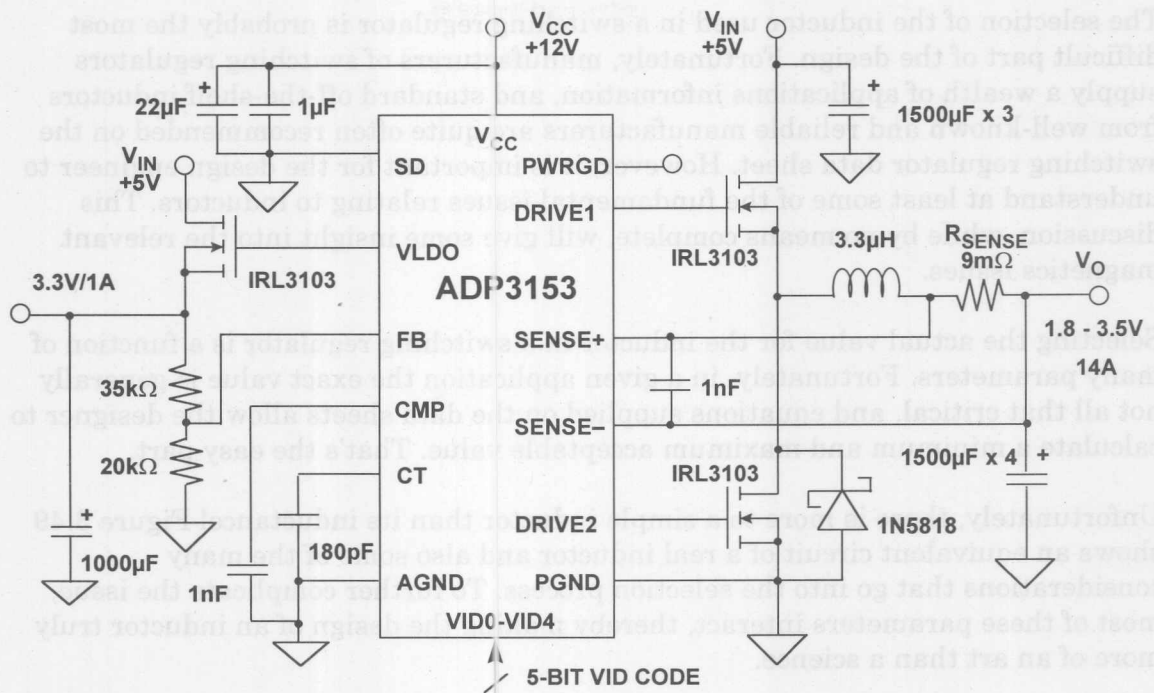 V_CC
+12V
V_IN
+5V
22µF
+
1µF
+
1500µF x 3
V_IN
+5V
V_CC
SD
PWRGD
DRIVE1
VLDO
IRL3103
IRL3103
3.3µH
R_SENSE
9mΩ
V_O
3.3V/1A
ADP3153
1.8 - 3.5V
14A
FB
SENSE+
35kΩ
1nF
CMP
SENSE-
20kΩ
CT
IRL3103
1500µF x 4
+
+
1000µF
180pF
DRIVE2
1N5818
1nF
AGND
PGND
VID0-VID4
5-BIT VID CODE
The selection of the inductor used in a switching regulator is probably the most
difficult part of the design. Fortunately, manufacturers of switching regulators
supply a wealth of applications information, and standard off-the-shelf inductors
from well-known and reliable manufacturers are quite often recommended on the
switching regulator data sheet. However, it is important for the design engineer to
understand at least some of the fundamental issues relating to inductors. This
discussion, while by no means complete, will give some insight into the relevant
magnetics issues.
Selecting the actual value for the inductor in a switching regulator is a function of
many parameters. Fortunately, in a given application the exact value is generally
not all that critical, and equations supplied on the data sheets allow the designer to
calculate a minimum and maximum acceptable value. That's the easy part.
Unfortunately, there is more to a simple inductor than its inductance! Figure
shows an equivalent circuit of a real inductor and also some of the many
considerations that go into the selection process. To further complicate the issue,
most of these parameters interact, thereby making the design of an inductor truly
more of an art than a science.